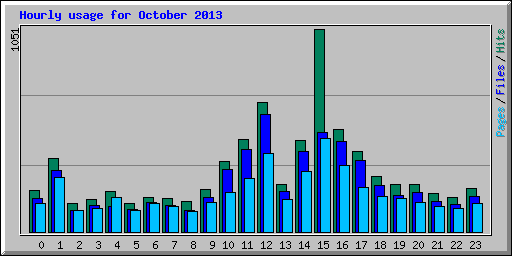 Hourly usage for October 2013
1051
Pages / Files / Hits
0 1 2 3 4 5 6 7 8 9 10 11 12 13 14 15 16 17 18 19 20 21 22 23